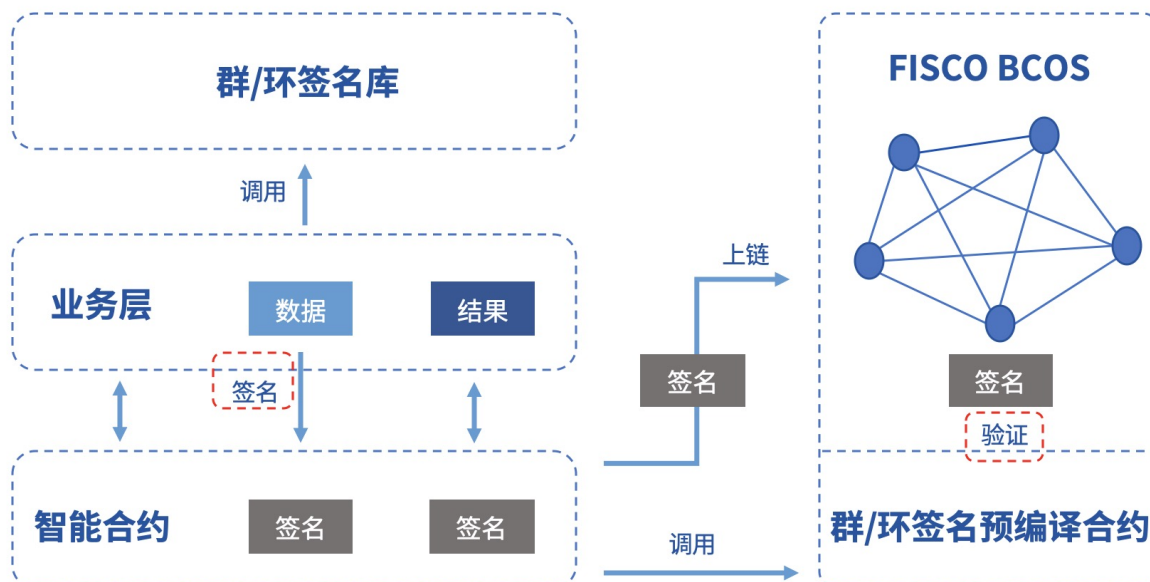 群/环签名库
调用
业务层
数据
结果
签名
智能合约
签名
签名
上链
签名
调用
FISCO BCOS
签名
验证
群/环签名预编译合约